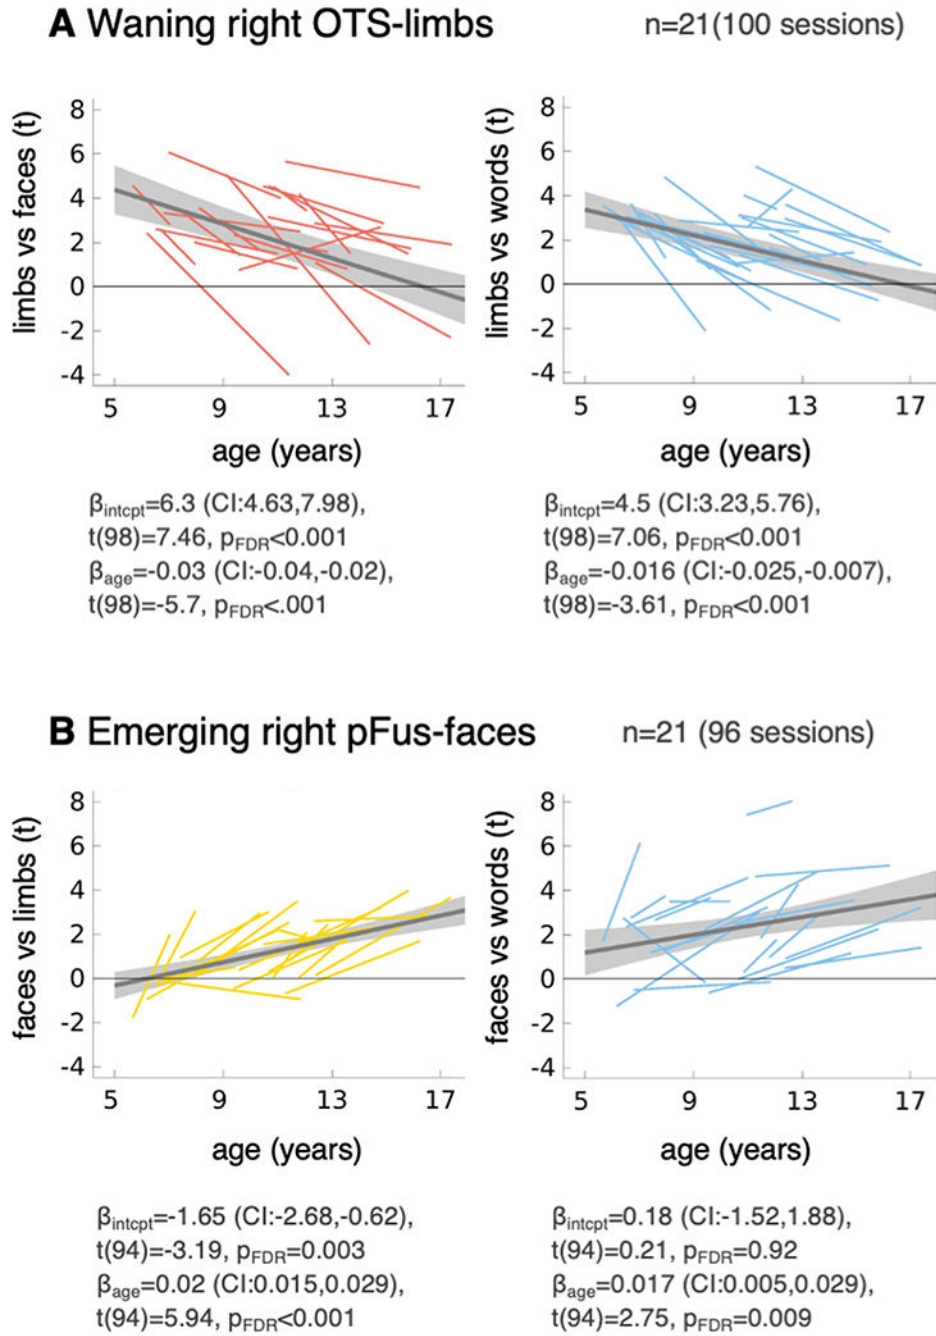 A Waning right OTS-limbs n=21(100 sessions)
limbs vs faces (t)
8
6
4
2
0
-2
-4
5 9 13 17
age (years)
limbs vs words (t)
8
6
4
2
0
-2
-4
5 9 13 17
age (years)
βintcpt=6.3 (CI:4.63,7.98),
t(98)=7.46, pFDR<0.001
βage=-0.03 (CI:-0.04,-0.02),
t(98)=-5.7, pFDR<.001
βintcpt=4.5 (CI:3.23,5.76),
t(98)=7.06, pFDR<0.001
βage=-0.016 (CI:-0.025,-0.007),
t(98)=-3.61, pFDR<0.001
B Emerging right pFus-faces n=21 (96 sessions)
faces vs limbs (t)
8
6
4
2
0
-2
-4
5 9 13 17
age (years)
faces vs words (t)
8
6
4
2
0
-2
-4
5 9 13 17
age (years)
βintcpt=-1.65 (CI:-2.68,-0.62),
t(94)=-3.19, pFDR=0.003
βage=0.02 (CI:0.015,0.029),
t(94)=5.94, pFDR<0.001
βintcpt=0.18 (CI:-1.52,1.88),
t(94)=0.21, pFDR=0.92
βage=0.017 (CI:0.005,0.029),
t(94)=2.75, pFDR=0.009